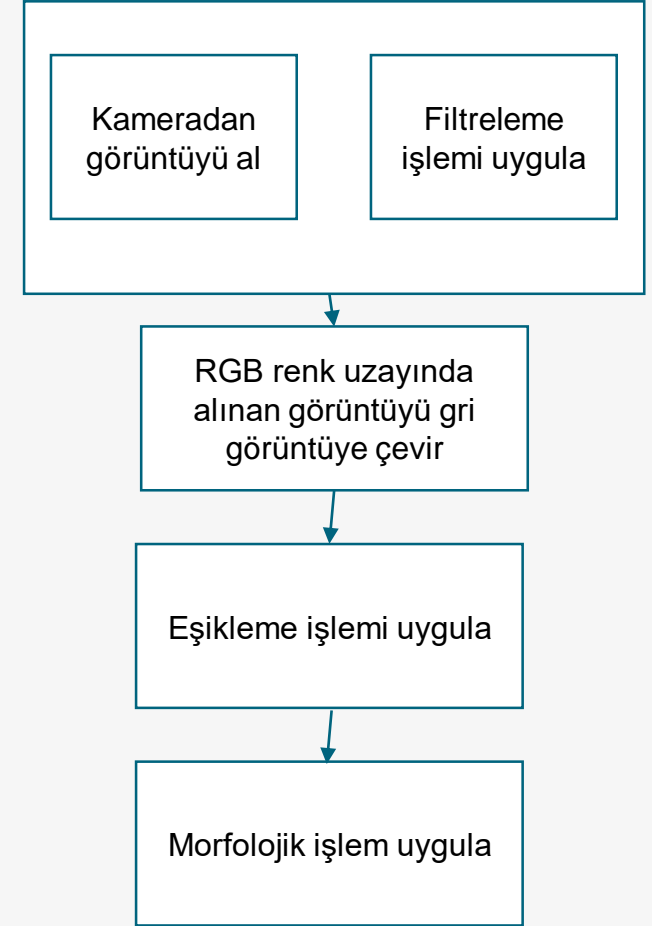 Kameradan
görüntüyü al
Filtreleme
işlemi uygula
RGB renk uzayında
alınan görüntüyü gri
görüntüye çevir
Eşikleme işlemi uygula
Morfolojik işlem uygula